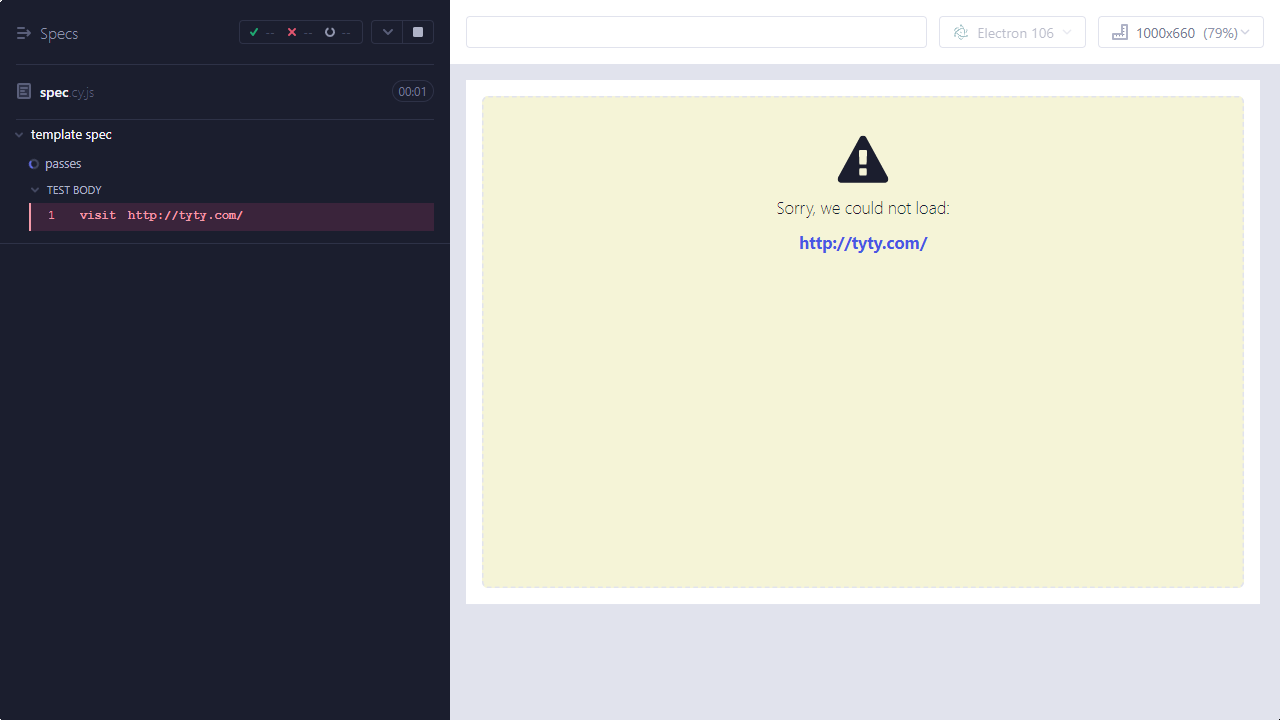 Specs
--
--
--
Electron 106
1000x660 (79%)
spec.cy.js
00:01
template spec
passes
TEST BODY
1 visit http://tyty.com/
Sorry, we could not load:
http://tyty.com/